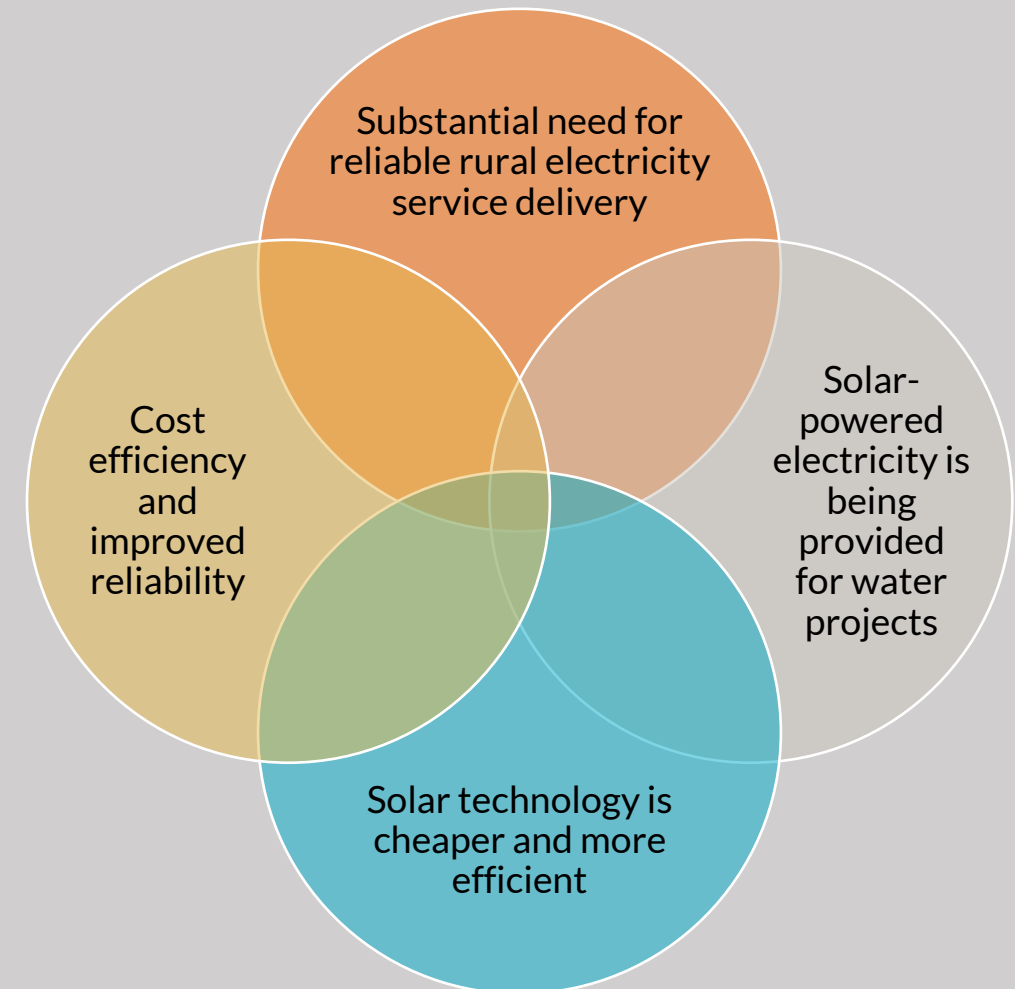 Substantial need for
reliable rural electricity
service delivery
Cost
efficiency
and
improved
reliability
Solar-
powered
electricity is
being
provided
for water
projects
Solar technology is
cheaper and more
efficient